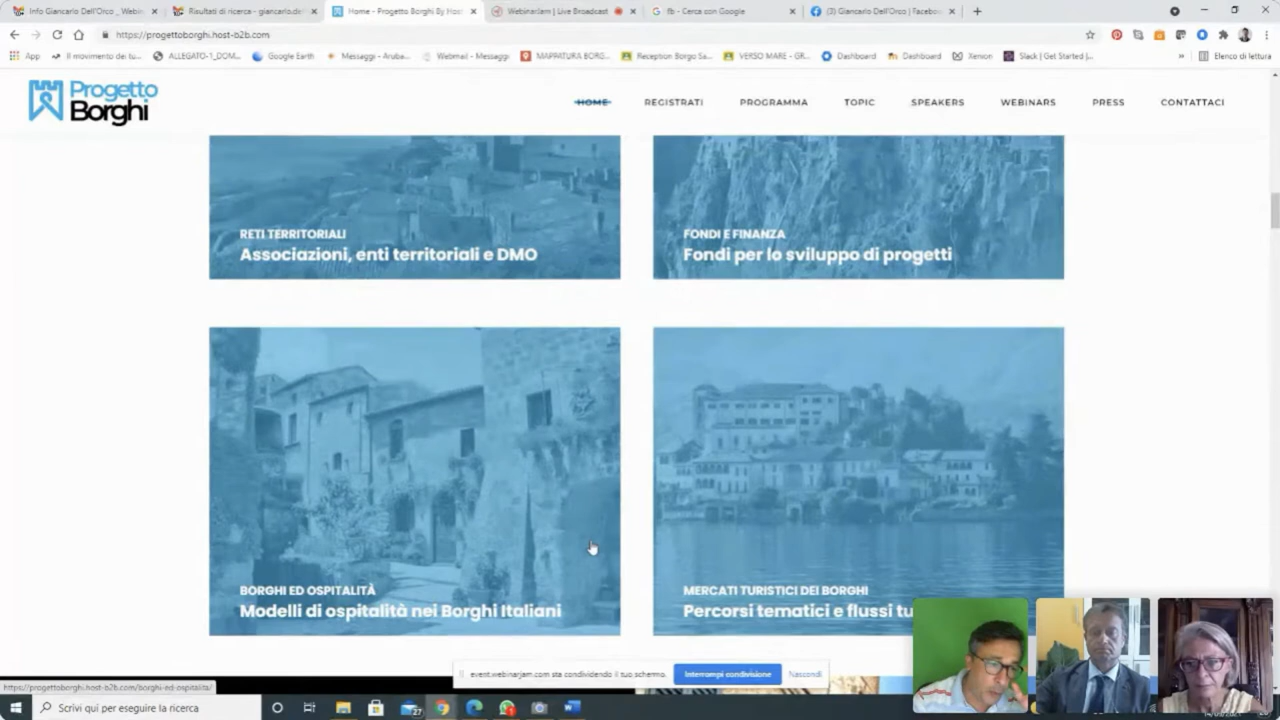 Info Giancarlo Dell'Orco _ Webin
Risultati di ricerca - giancarlo.de
Home - Progetto Borghi By Hos
WebinarJam | Live Broadcast
fb - Cerca con Google
(3) Giancarlo Dell'Orco | Facebo
https://progettoborghi.host-b2b.com
App
Il movimento dei tu...
ALLEGATO-1_DOM...
Google Earth
Messaggi - Aruba...
Webmail - Messaggi
MAPPATURA BORG...
Reception Borgo Sa...
VERSO MARE - GR...
Dashboard
Dashboard
Xenion
Slack | Get Started |...
Elenco di lettura
Progetto
Borghi
HOME
REGISTRATI
PROGRAMMA
TOPIC
SPEAKERS
WEBINARS
PRESS
CONTATTACI
RETI TERRITORIALI
Associazioni, enti territoriali e DMO
FONDI E FINANZA
Fondi per lo sviluppo di progetti
BORGHI ED OSPITALITÀ
Modelli di ospitalità nei Borghi Italiani
MERCATI TURISTICI DEI BORGHI
Percorsi tematici e flussi tu
event.webinarjam.com sta condividendo il tuo schermo.
Interrompi condivisione
Nascondi
https://progettoborghi.host-b2b.com/borghi-ed-ospitalita/
Scrivi qui per eseguire la ricerca
27